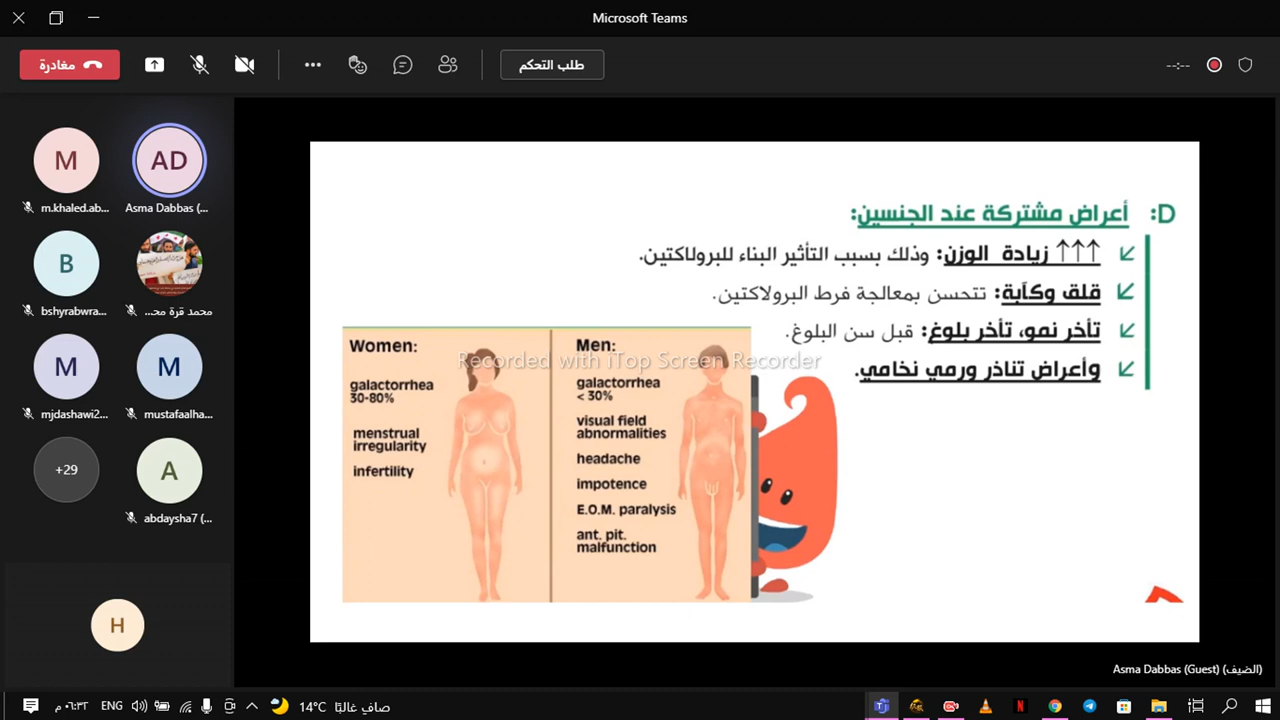 Microsoft Teams
مغادرة
طلب التحكم
--:--
M
AD
m.khaled.ab...
Asma Dabbas (...
B
bshyrabwra...
محمد قرة محـ...
M
M
mjdashawi2...
mustafaalha...
+29
A
abdaysha7 (...
H
D: أعراض مشتركة عند الجنسين:
↑↑↑ زيادة الوزن: وذلك بسبب التأثير البناء للبرولاكتين.
قلق وكآبة: تتحسن بمعالجة فرط البرولاكتين.
تأخر نمو، تأخر بلوغ: قبل سن البلوغ.
وأعراض تناذر ورمي نخامي.
Recorded with iTop Screen Recorder
Women:
galactorrhea
30-80%
menstrual
irregularity
infertility
Men:
galactorrhea
< 30%
visual field
abnormalities
headache
impotence
E.O.M. paralysis
ant. pit.
malfunction
Asma Dabbas (Guest) (الضيف)
٠٦:٣٢ م
ENG
14°C صافي غالبًا